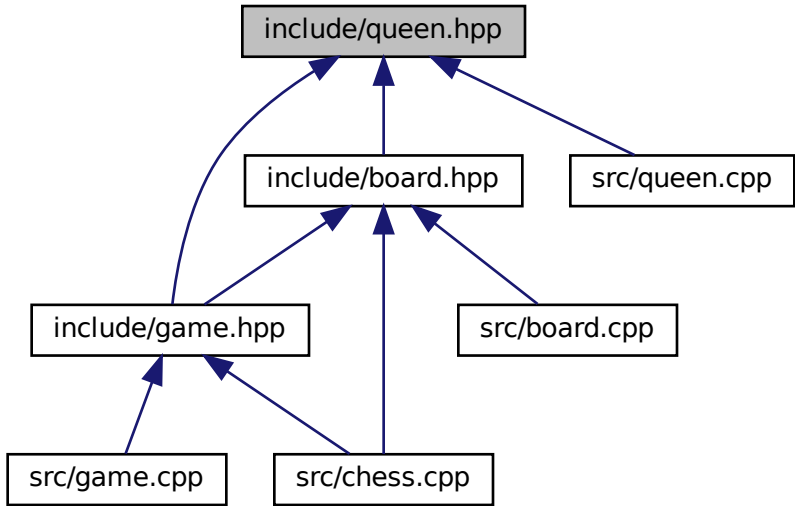 include/queen.hpp
include/board.hpp
src/queen.cpp
include/game.hpp
src/board.cpp
src/game.cpp
src/chess.cpp